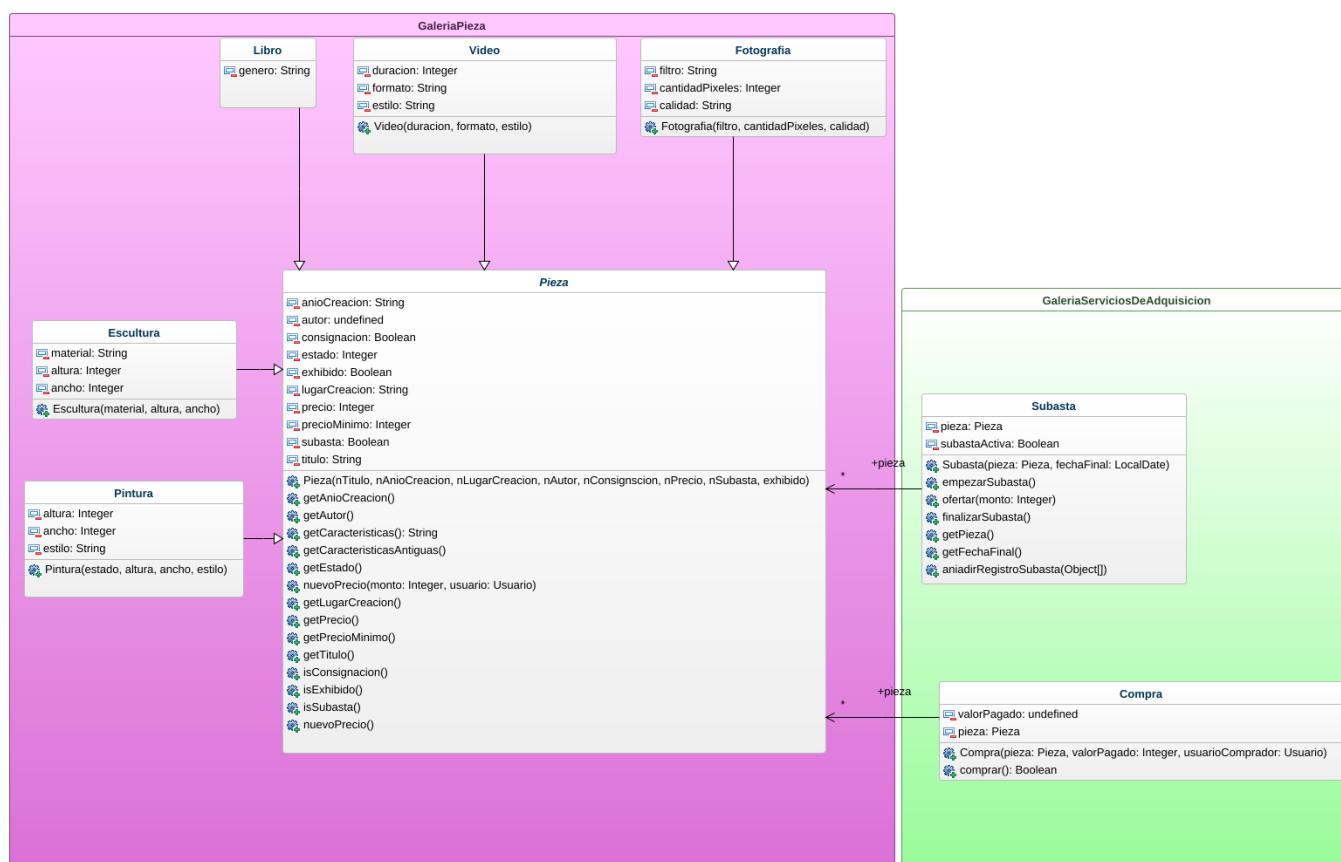 GaleriaPieza
Libro
genero: String
Video
duracion: Integer
formato: String
estilo: String
Video(duracion, formato, estilo)
Fotografia
filtro: String
cantidadPixeles: Integer
calidad: String
Fotografia(filtro, cantidadPixeles, calidad)
Escultura
material: String
altura: Integer
ancho: Integer
Escultura(material, altura, ancho)
Pintura
altura: Integer
ancho: Integer
estilo: String
Pintura(estado, altura, ancho, estilo)
Pieza
anioCreacion: String
autor: undefined
consignacion: Boolean
estado: Integer
exhibido: Boolean
lugarCreacion: String
precio: Integer
precioMinimo: Integer
subasta: Boolean
titulo: String
Pieza(nTitulo, nAnioCreacion, nLugarCreacion, nAutor, nConsignscion, nPrecio, nSubasta, exhibido)
getAnioCreacion()
getAutor()
getCaracteristicas(): String
getCaracteristicasAntiguas()
getEstado()
nuevoPrecio(monto: Integer, usuario: Usuario)
getLugarCreacion()
getPrecio()
getPrecioMinimo()
getTitulo()
isConsignacion()
isExhibido()
isSubasta()
nuevoPrecio()
GaleriaServiciosDeAdquisicion
Subasta
pieza: Pieza
subastaActiva: Boolean
Subasta(pieza: Pieza, fechaFinal: LocalDate)
empezarSubasta()
ofertar(monto: Integer)
finalizarSubasta()
getPieza()
getFechaFinal()
aniadirRegistroSubasta(Object[])
+pieza
*
Compra
valorPagado: undefined
pieza: Pieza
Compra(pieza: Pieza, valorPagado: Integer, usuarioComprador: Usuario)
comprar(): Boolean
+pieza
*